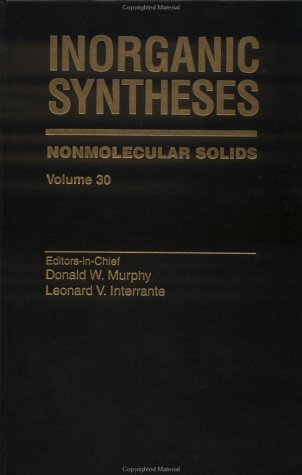 INORGANIC
SYNTHESES
NONMOLECULAR SOLIDS
Volume 30
Editors-in-Chief
Donald W. Murphy
Leonard V. Interrante